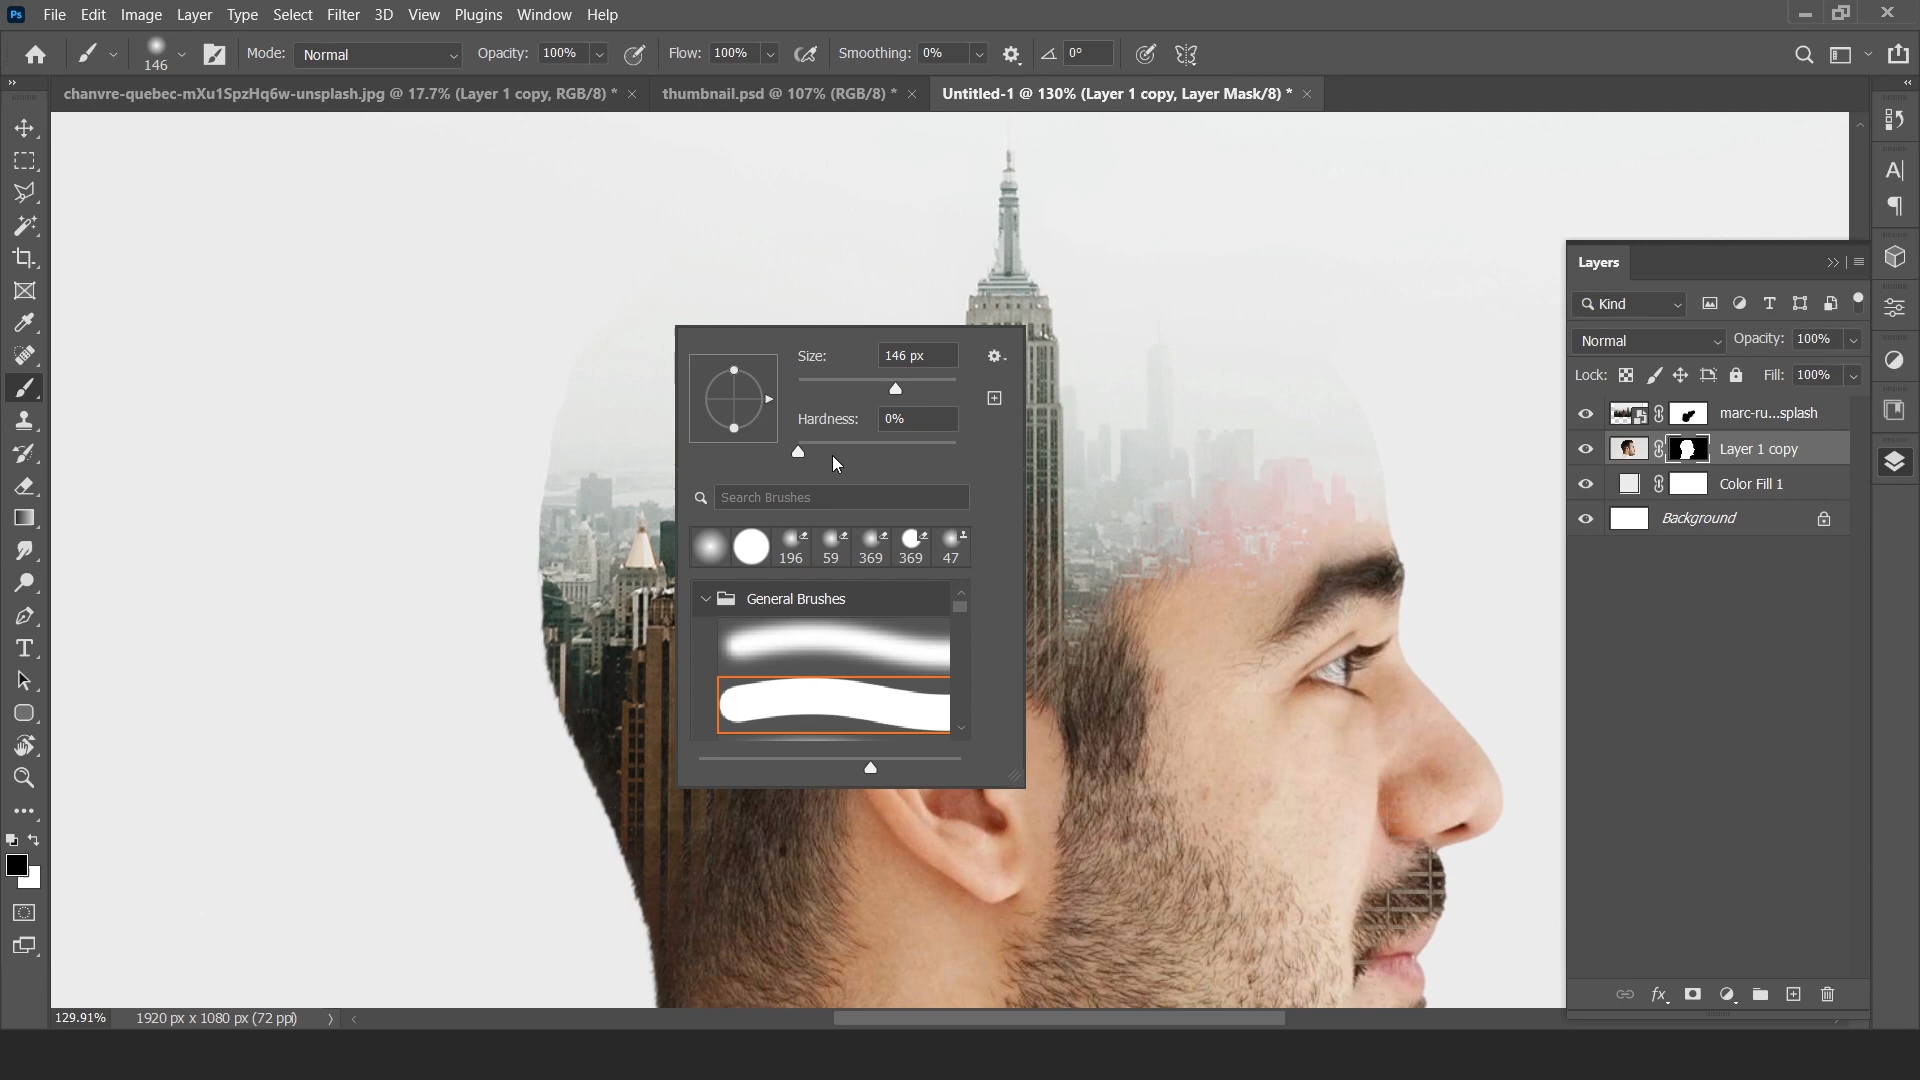 Ps File Edit Image Layer Type Select Filter 3D View Plugins Window Help
146 Mode: Normal Opacity: 100% Flow: 100% Smoothing: 0% 0°
chanvre-quebec-mXu1SpzHq6w-unsplash.jpg @ 17.7% (Layer 1 copy, RGB/8) *
thumbnail.psd @ 107% (RGB/8) *
Untitled-1 @ 130% (Layer 1 copy, Layer Mask/8) *
Size: 146 px
Hardness: 0%
Search Brushes
196 59 369 369 47
General Brushes
Layers
Kind
Normal Opacity: 100%
Lock: Fill: 100%
marc-ru...splash
Layer 1 copy
Color Fill 1
Background
fx
129.91% 1920 px x 1080 px (72 ppi)